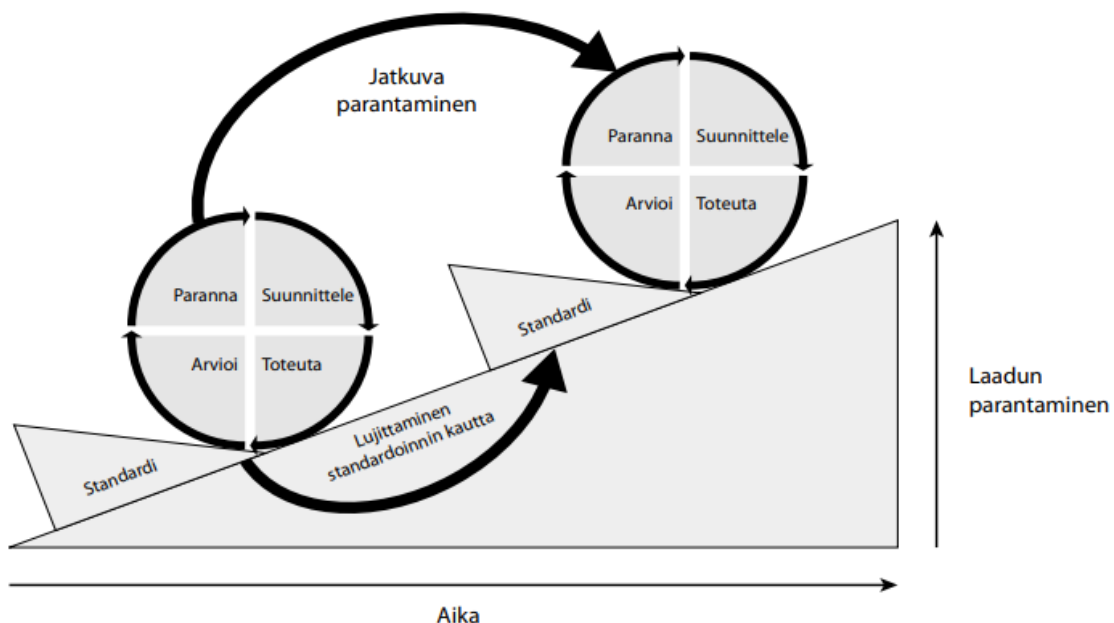 Jatkuva
parantaminen
Paranna
Suunnittele
Arvioi
Toteuta
Paranna
Suunnittele
Arvioi
Toteuta
Standardi
Standardi
Lujittaminen
standardoinnin kautta
Laadun
parantaminen
Aika